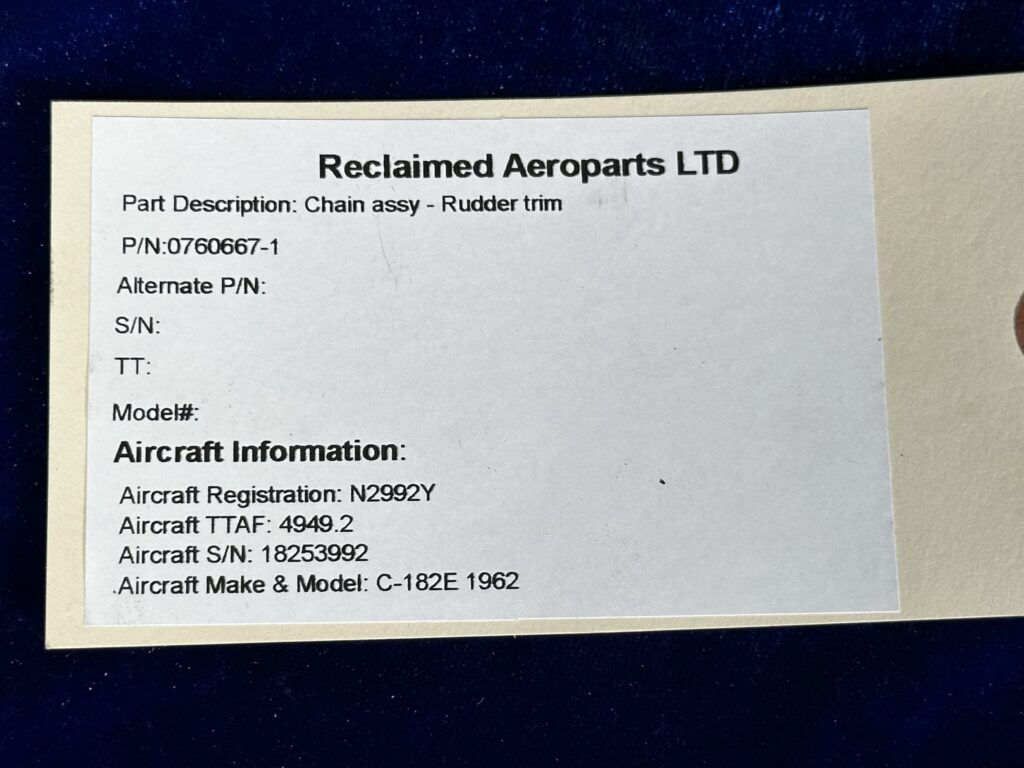 Reclaimed Aeroparts LTD
Part Description: Chain assy - Rudder trim
P/N:0760667-1
Alternate P/N:
S/N:
TT:
Model#:
Aircraft Information:
Aircraft Registration: N2992Y
Aircraft TTAF: 4949.2
Aircraft S/N: 18253992
.Aircraft Make & Model: C-182E 1962